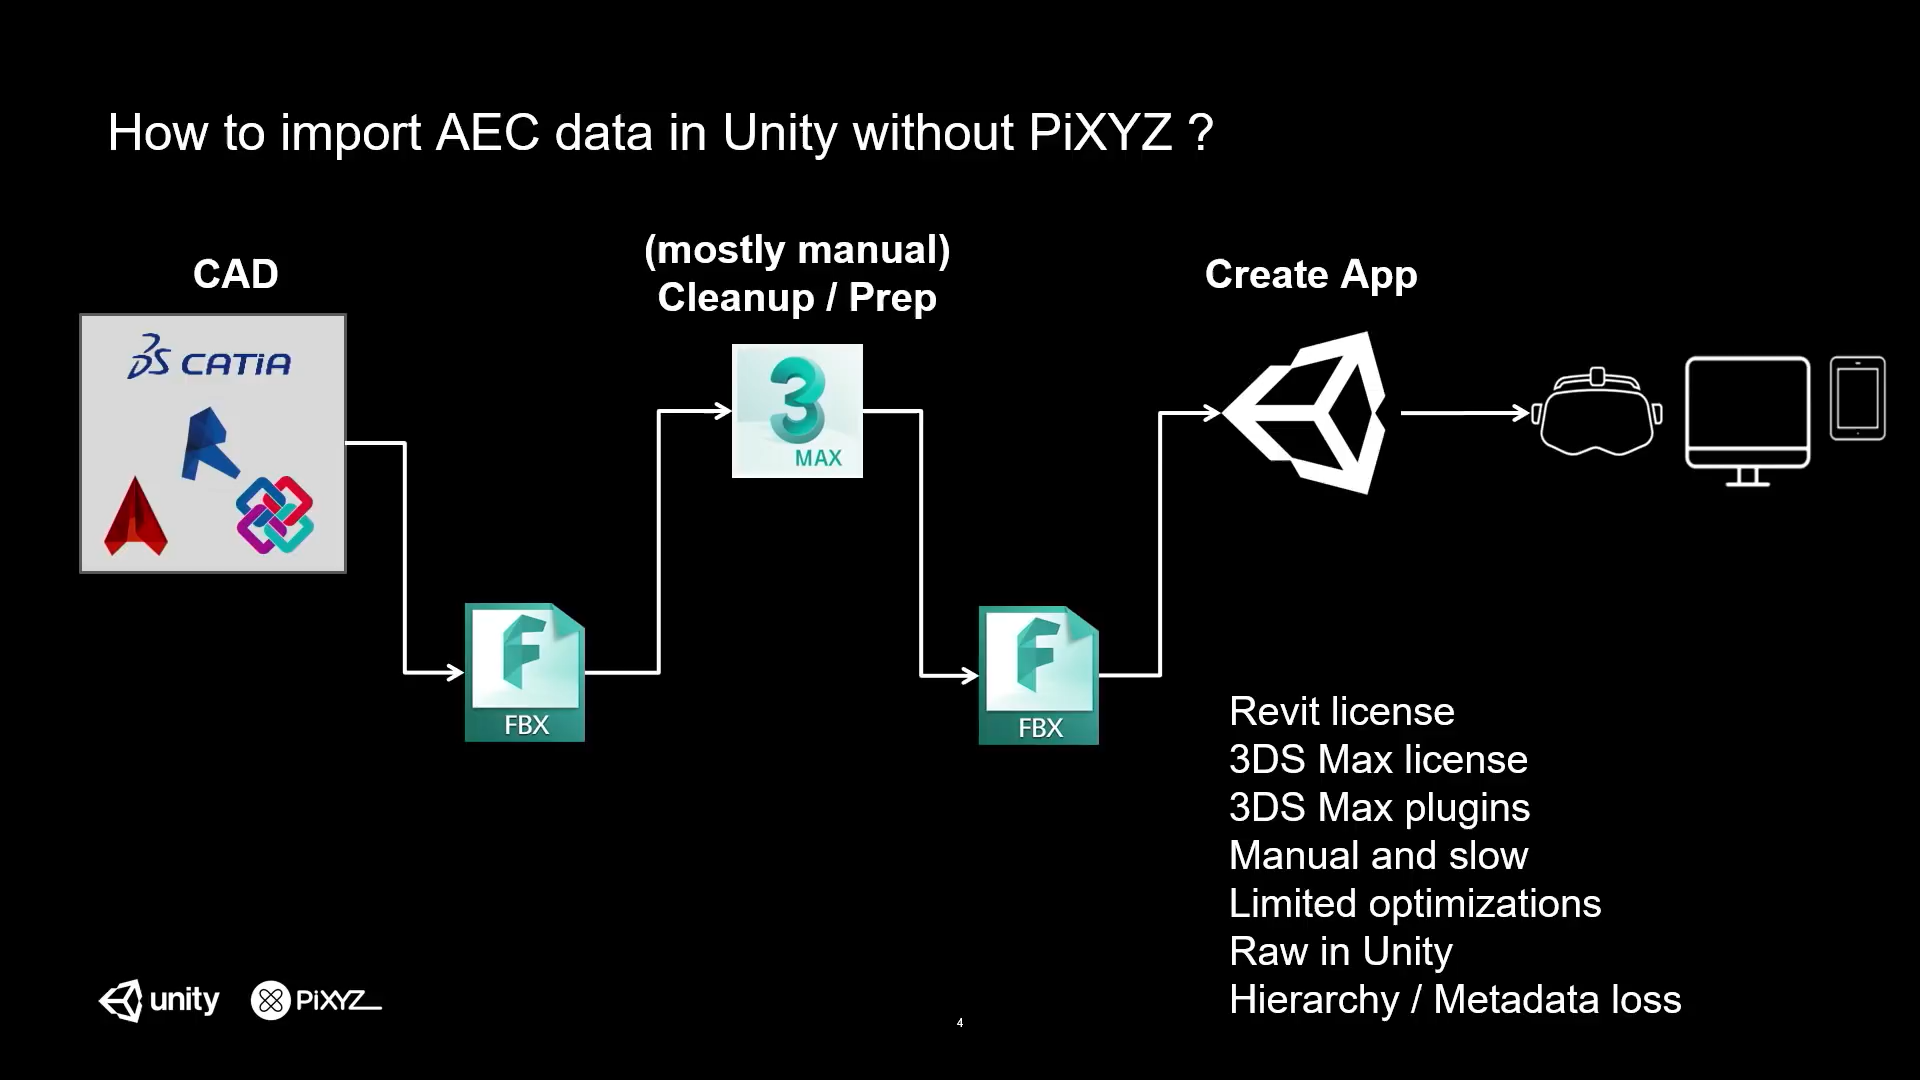 How to import AEC data in Unity without PiXYZ ?
CAD
(mostly manual)
Cleanup / Prep
Create App
DS CATIA
3
MAX
FBX
FBX
Revit license
3DS Max license
3DS Max plugins
Manual and slow
Limited optimizations
Raw in Unity
Hierarchy / Metadata loss
unity
PiXYZ
4